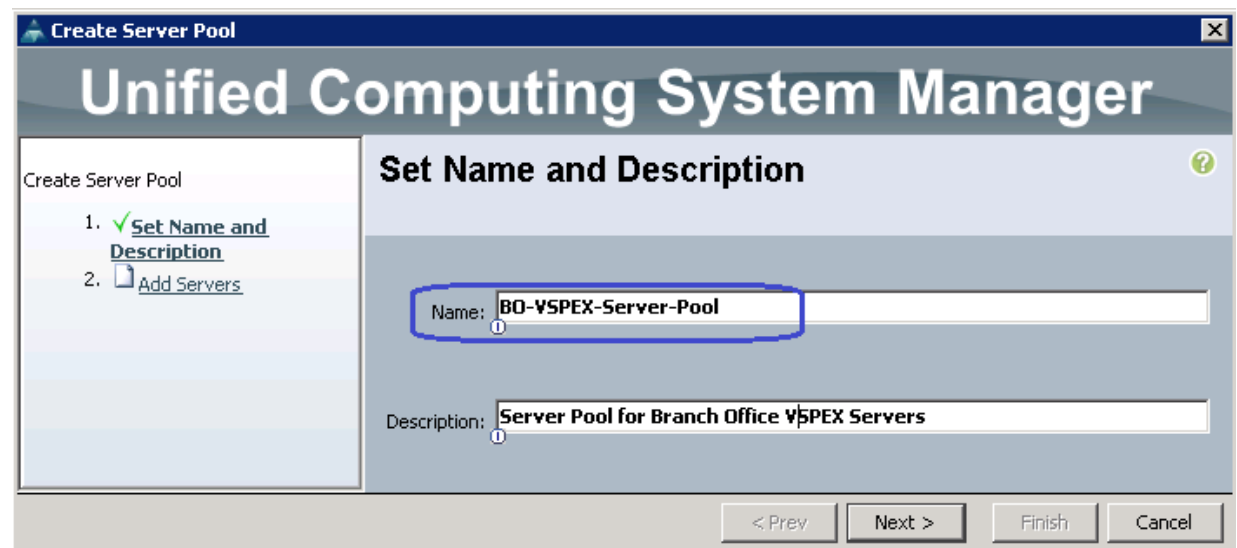 Create Server Pool
Unified Computing System Manager
Create Server Pool
1. Set Name and
Description
2. Add Servers
Set Name and Description
Name: BO-VSPEX-Server-Pool
Description: Server Pool for Branch Office VSPEX Servers
< Prev
Next >
Finish
Cancel